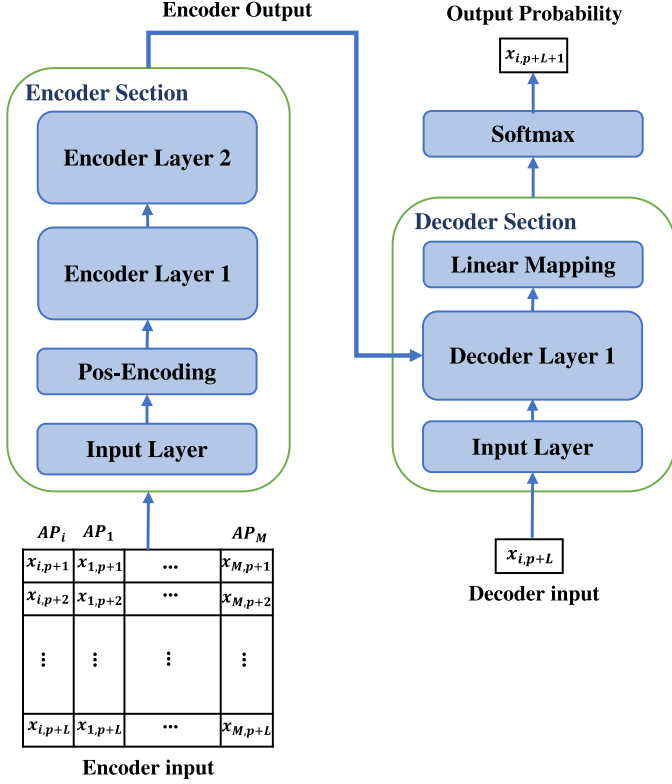 Encoder Output
Output Probability
x_{i,p+L+1}
Encoder Section
Softmax
Encoder Layer 2
Decoder Section
Linear Mapping
Encoder Layer 1
Decoder Layer 1
Pos-Encoding
Input Layer
Input Layer
AP_i AP_1 AP_M
x_{i,p+1} x_{1,p+1} ... x_{M,p+1}
x_{i,p+L}
x_{i,p+2} x_{1,p+2} ... x_{M,p+2}
Decoder input
⋮ ⋮ ⋮ ⋮
x_{i,p+L} x_{1,p+L} ... x_{M,p+L}
Encoder input